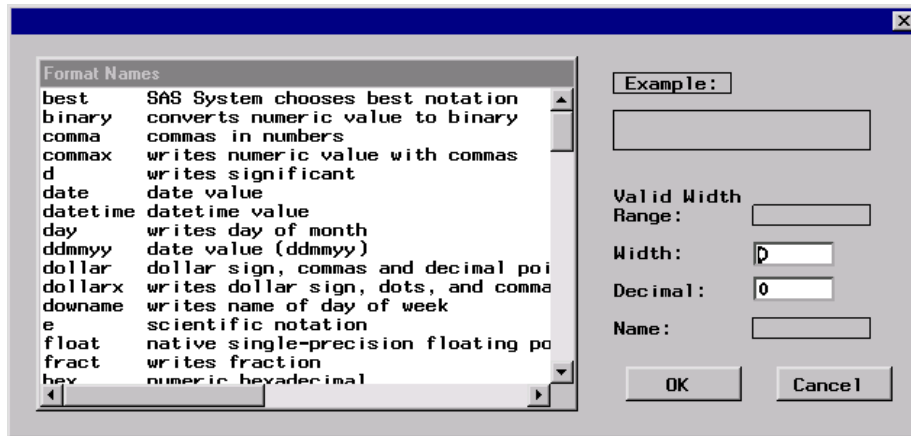 Format Names
best SAS System chooses best notation
binary converts numeric value to binary
comma commas in numbers
commax writes numeric value with commas
d writes significant
date date value
datetime datetime value
day writes day of month
ddmmyy date value (ddmmyy)
dollar dollar sign, commas and decimal poi
dollarx writes dollar sign, dots, and comma
downame writes name of day of week
e scientific notation
float native single-precision floating po
fract writes fraction
hex numeric hexadecimal
Example:
Valid Width
Range:
Width: 0
Decimal: 0
Name:
OK Cancel